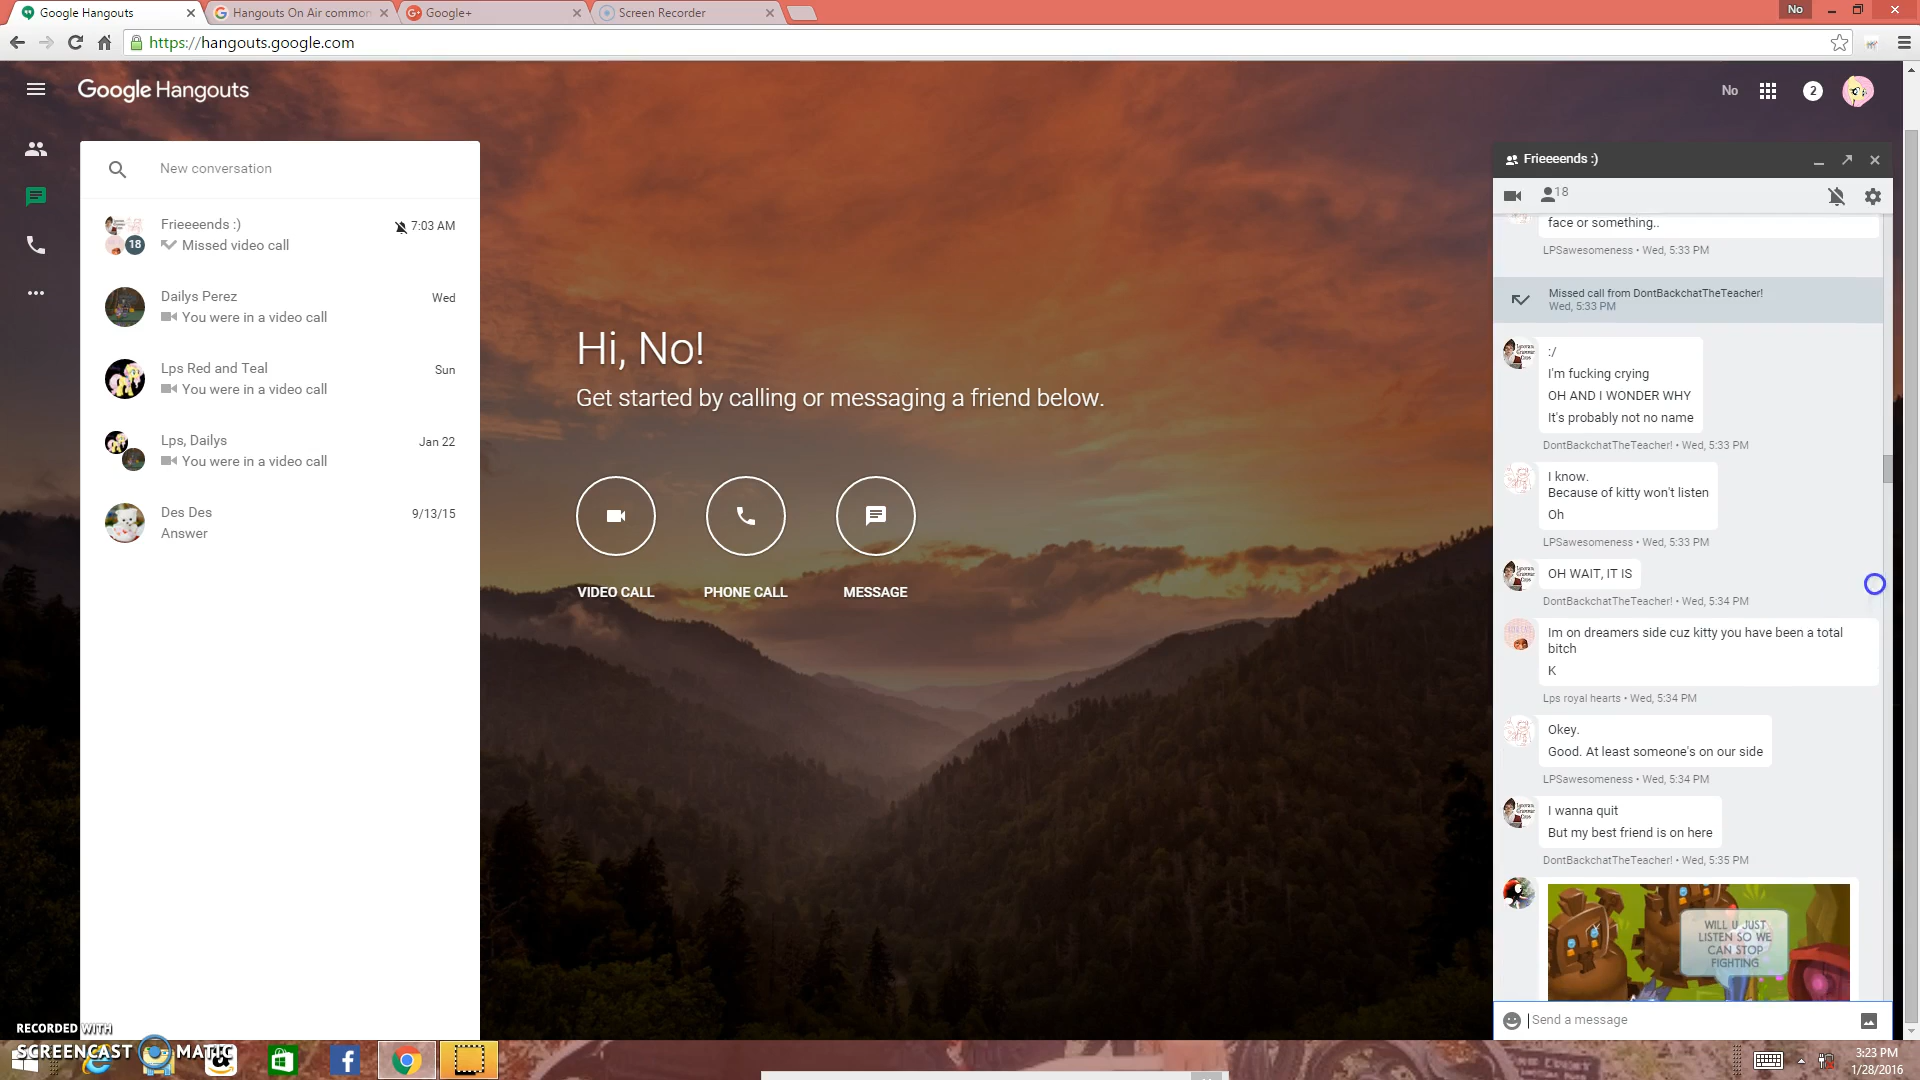 Google Hangouts
Hangouts On Air common
Google+
Screen Recorder
No
https://hangouts.google.com
Google Hangouts
No
2
New conversation
Frieeeends :)
7:03 AM
18
Missed video call
Dailys Perez
Wed
You were in a video call
Lps Red and Teal
Sun
You were in a video call
Lps, Dailys
Jan 22
You were in a video call
Des Des
9/13/15
Answer
Hi, No!
Get started by calling or messaging a friend below.
VIDEO CALL
PHONE CALL
MESSAGE
Frieeeends :)
18
face or something..
LPSawesomeness • Wed, 5:33 PM
Missed call from DontBackchatTheTeacher!
Wed, 5:33 PM
:/
I'm fucking crying
OH AND I WONDER WHY
It's probably not no name
DontBackchatTheTeacher! • Wed, 5:33 PM
I know.
Because of kitty won't listen
Oh
LPSawesomeness • Wed, 5:33 PM
OH WAIT, IT IS
DontBackchatTheTeacher! • Wed, 5:34 PM
Im on dreamers side cuz kitty you have been a total
bitch
K
Lps royal hearts • Wed, 5:34 PM
Okey.
Good. At least someone's on our side
LPSawesomeness • Wed, 5:34 PM
I wanna quit
But my best friend is on here
DontBackchatTheTeacher! • Wed, 5:35 PM
WILL U JUST
LISTEN SO WE
CAN STOP
FIGHTING
Send a message
RECORDED WITH
SCREENCAST MATIC
3:23 PM
1/28/2016